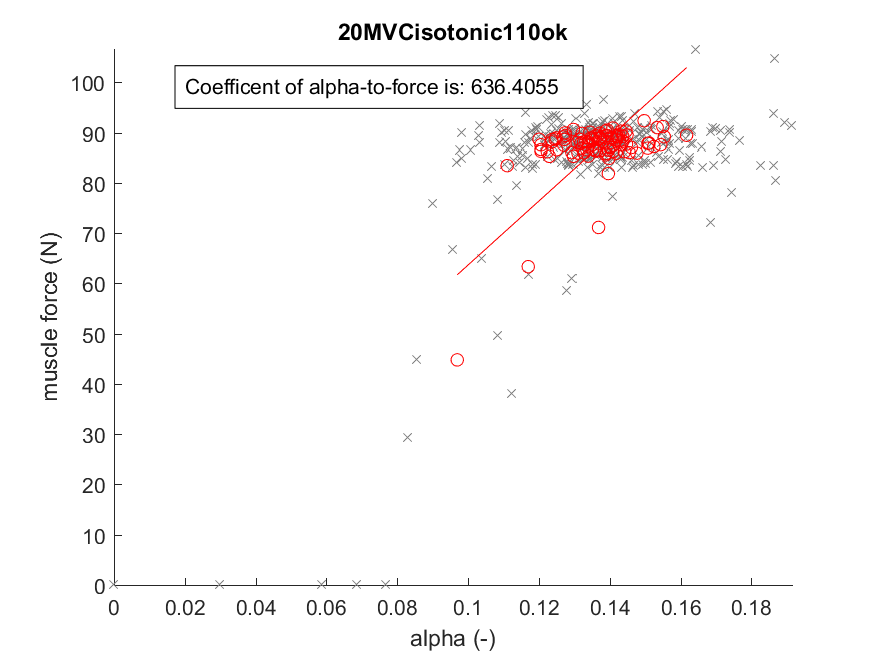 20MVCisotonic110ok
Coefficent of alpha-to-force is: 636.4055
100
90
80
70
60
50
40
30
20
10
0
muscle force (N)
0 0.02 0.04 0.06 0.08 0.1 0.12 0.14 0.16 0.18
alpha (-)